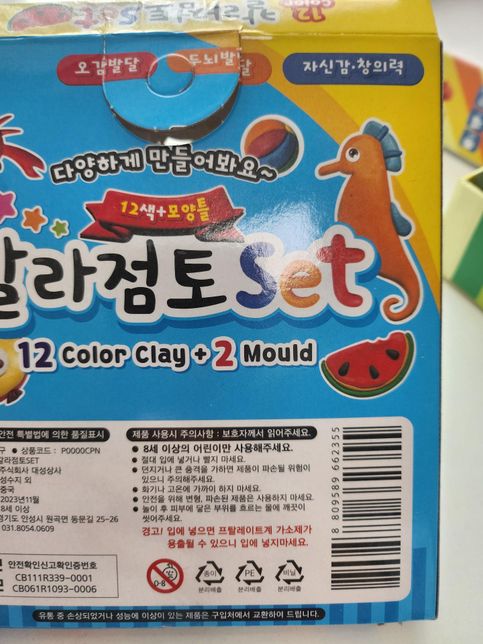 12 Color
칼라점토Set
오감발달
두뇌발달
자신감·창의력
다양하게 만들어봐요~
12색+모양틀
칼라점토Set
12 Color Clay + 2 Mould
안전 특별법에 의한 품질표시
구 • 상품코드 : P0000CPN
칼라점토SET
주식회사 대성상사
성수지 외
중국
2023년11월
8세 이상
경기도 안성시 원곡면 동문길 25-26
031.8054.0609
안전확인신고확인증번호
CB111R339-0001
CB061R1093-0006
제품 사용시 주의사항 : 보호자께서 읽어주세요.
• 8세 이상의 어린이만 사용해주세요.
• 절대 입에 넣거나 빨지 마세요.
• 던지거나 큰 충격을 가하면 제품이 파손될 위험이
있으니 주의해주세요.
• 화기나 고온에 가까이 하지 마세요.
• 안전을 위해 변형, 파손된 제품은 사용하지 마세요.
• 놀이 후 피부에 닿은 부위를 흐르는 물에 깨끗이
씻어주세요.
경고! 입에 넣으면 프탈레이트계 가소제가
용출될 수 있으니 입에 넣지마세요.
0-8
종이
분리배출
PE
분리배출
비닐
분리배출
8 809589 662355
유통 중 손상되었거나 성능에 이상이 있는 제품은 구입처에서 교환하여 드립니다.